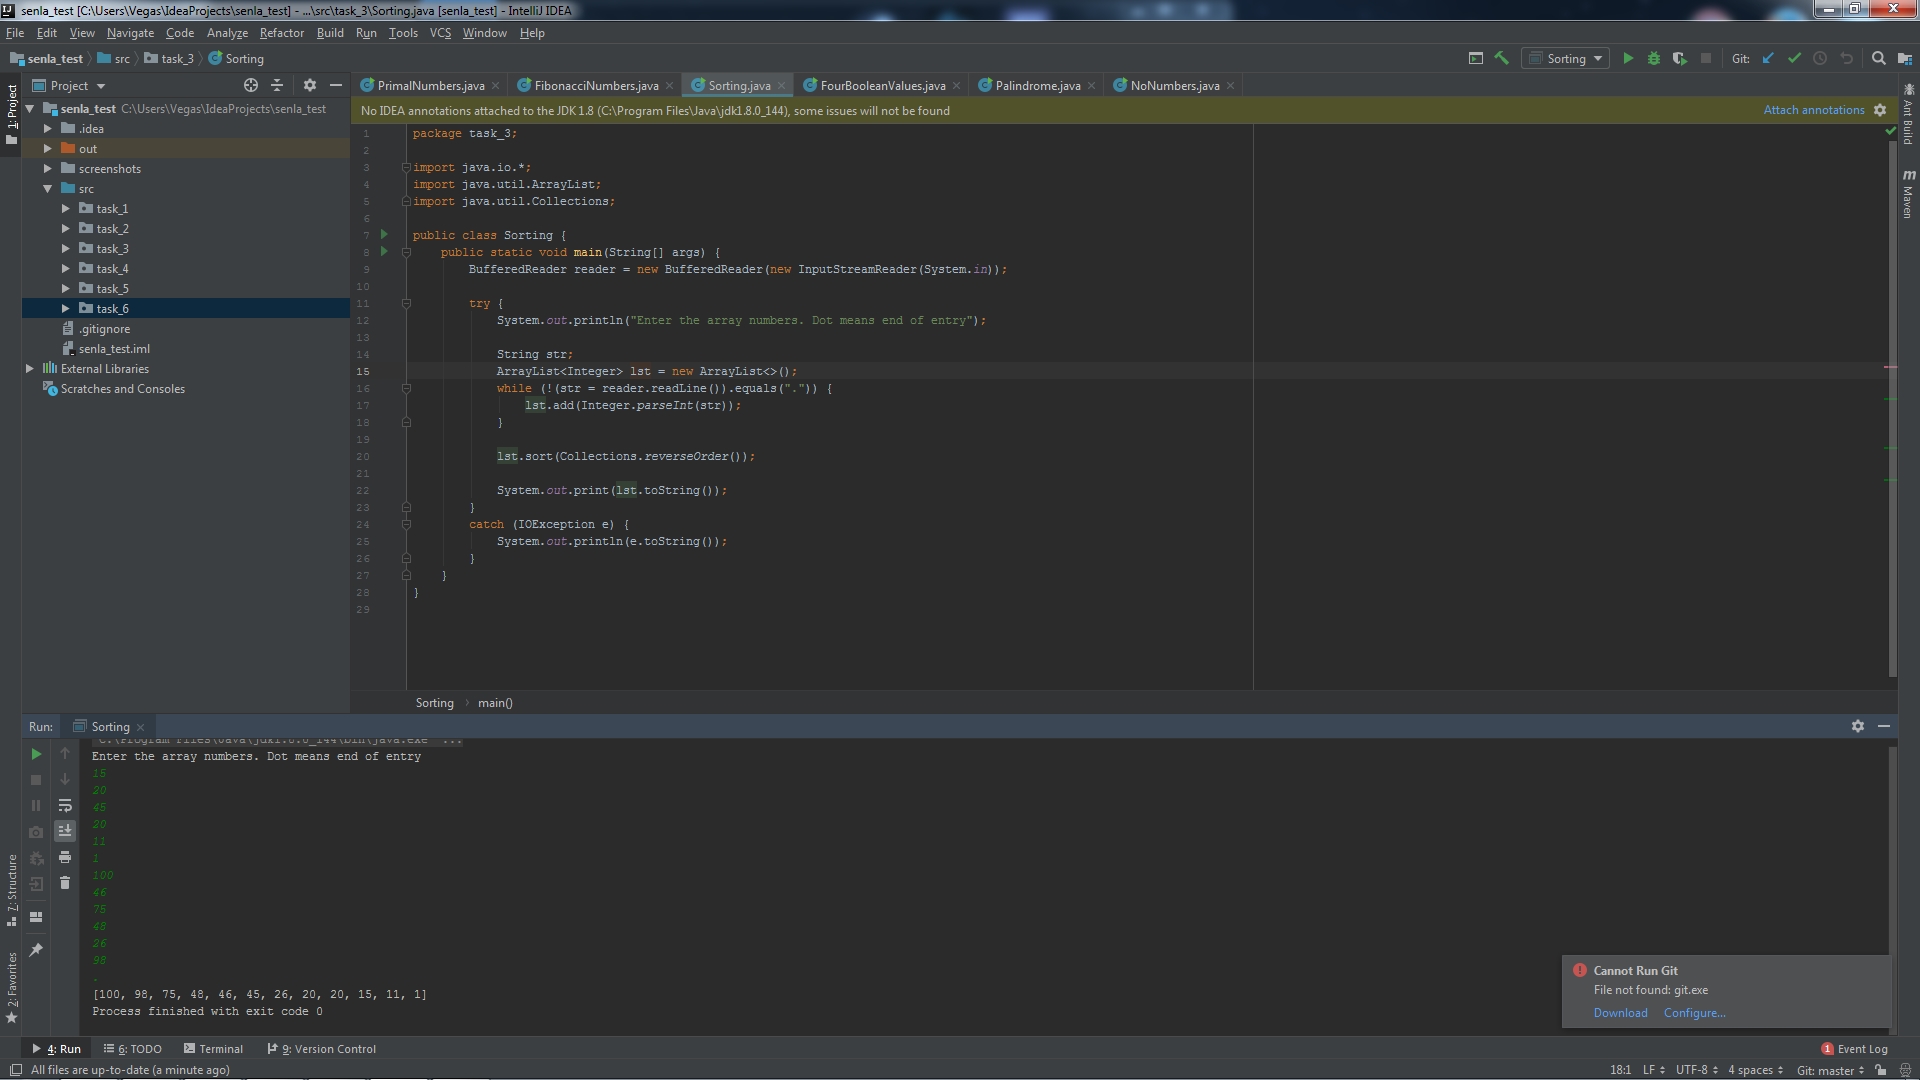 senla_test [C:\Users\Vegas\IdeaProjects\senla_test] - ...\src\task_3\Sorting.java [senla_test] - IntelliJ IDEA
File Edit View Navigate Code Analyze Refactor Build Run Tools VCS Window Help
senla_test src task_3 Sorting
Sorting Git:
Project
PrimalNumbers.java FibonacciNumbers.java Sorting.java FourBooleanValues.java Palindrome.java NoNumbers.java
1: Project
7: Structure
2: Favorites
senla_test C:\Users\Vegas\IdeaProjects\senla_test
.idea
out
screenshots
src
task_1
task_2
task_3
task_4
task_5
task_6
.gitignore
senla_test.iml
External Libraries
Scratches and Consoles
No IDEA annotations attached to the JDK 1.8 (C:\Program Files\Java\jdk1.8.0_144), some issues will not be found Attach annotations
Ant Build
m Maven
1 package task_3;
2
3 import java.io.*;
4 import java.util.ArrayList;
5 import java.util.Collections;
6
7 public class Sorting {
8 public static void main(String[] args) {
9 BufferedReader reader = new BufferedReader(new InputStreamReader(System.in));
10
11 try {
12 System.out.println("Enter the array numbers. Dot means end of entry");
13
14 String str;
15 ArrayList<Integer> lst = new ArrayList<>();
16 while (!(str = reader.readLine()).equals(".")) {
17 lst.add(Integer.parseInt(str));
18 }
19
20 lst.sort(Collections.reverseOrder());
21
22 System.out.print(lst.toString());
23 }
24 catch (IOException e) {
25 System.out.println(e.toString());
26 }
27 }
28 }
29
Sorting main()
Run: Sorting
"C:\Program Files\Java\jdk1.8.0_144\bin\java.exe" ...
Enter the array numbers. Dot means end of entry
15
20
45
20
11
1
100
46
75
48
26
98
.
[100, 98, 75, 48, 46, 45, 26, 20, 20, 15, 11, 1]
Process finished with exit code 0
Cannot Run Git
File not found: git.exe
Download Configure...
4: Run 6: TODO Terminal 9: Version Control 1 Event Log
All files are up-to-date (a minute ago) 18:1 LF UTF-8 4 spaces Git: master